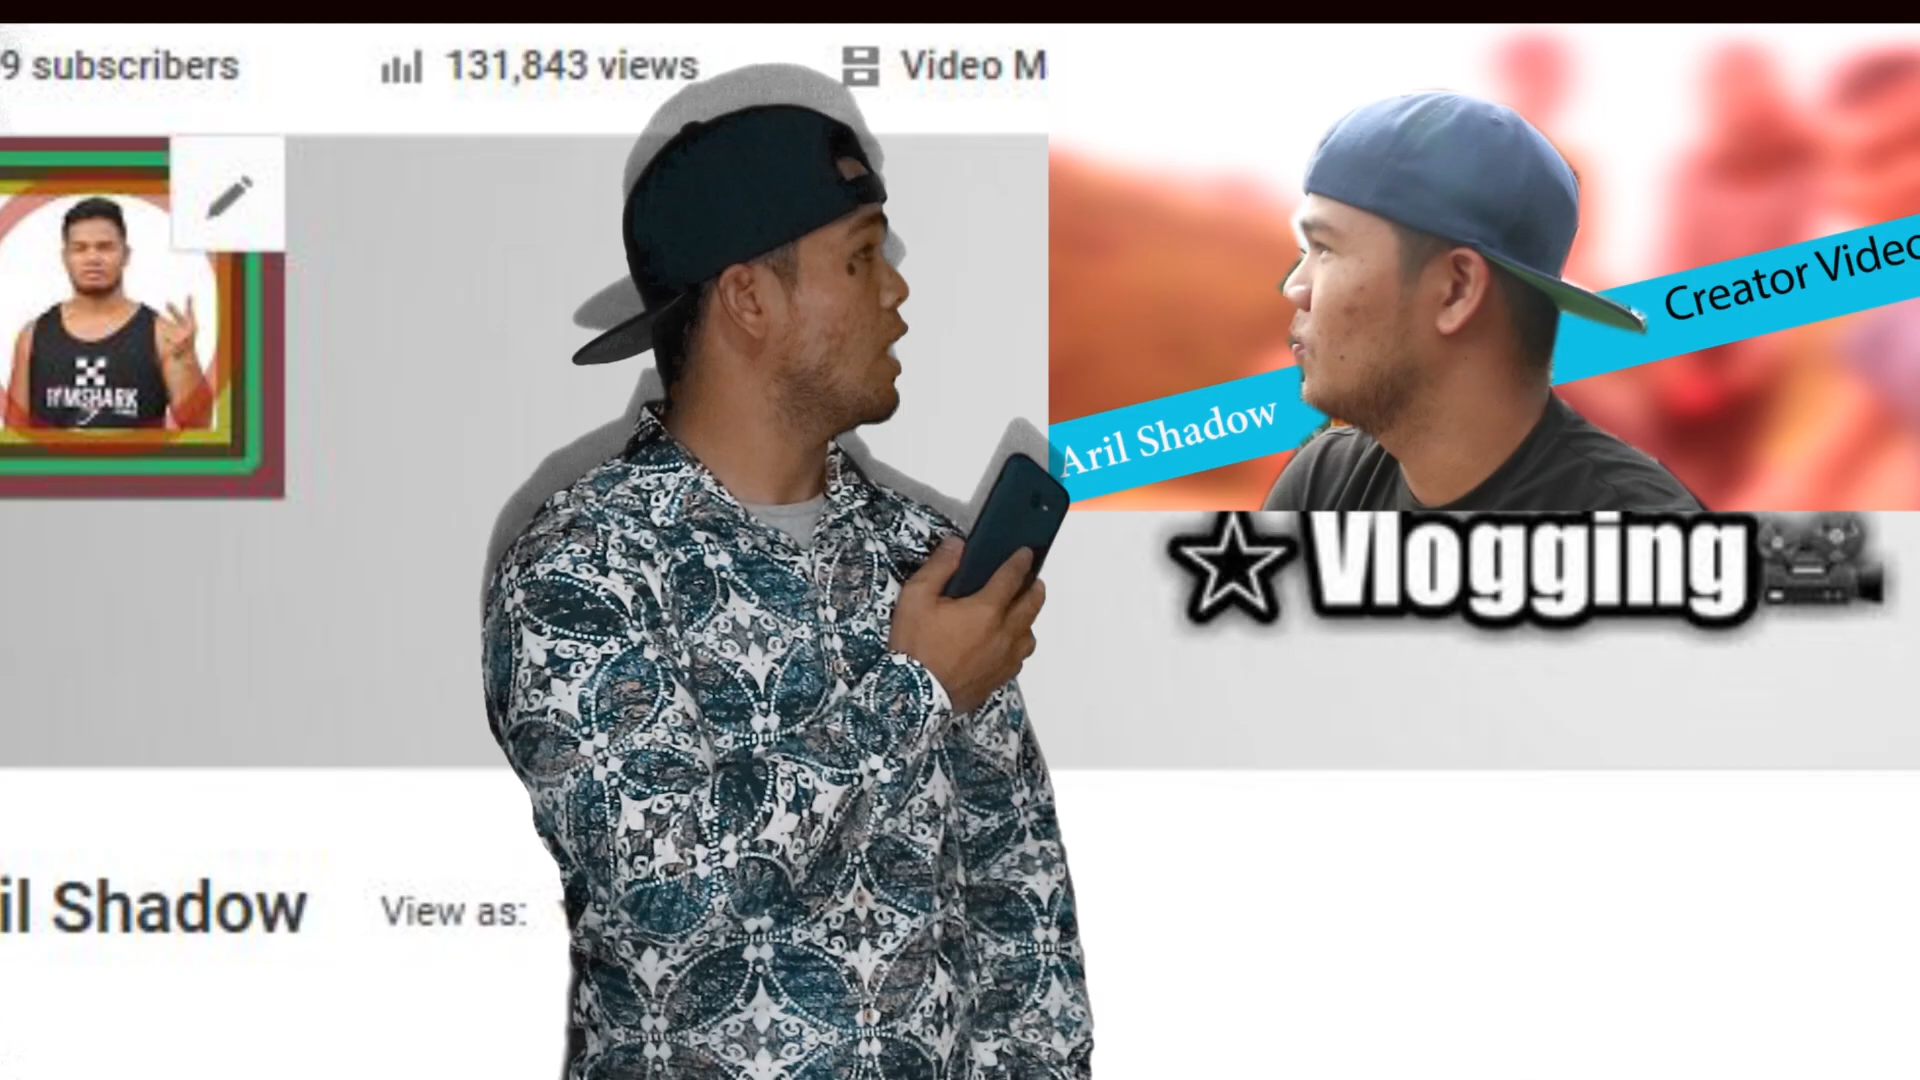 9 subscribers
131,843 views
Video M
Creator Video
Aril Shadow
Vlogging
il Shadow
View as: